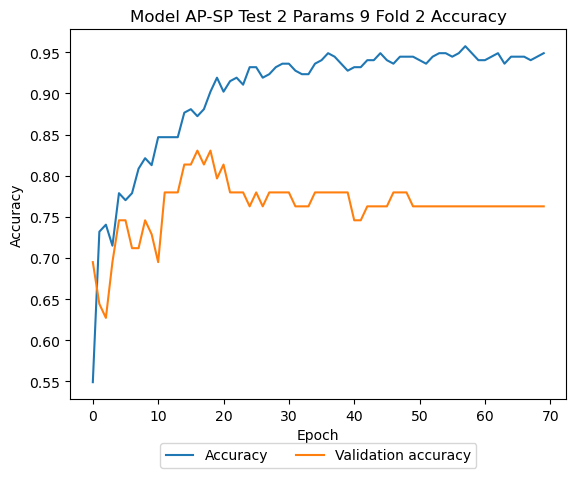 Model AP-SP Test 2 Params 9 Fold 2 Accuracy
0.95
0.90
0.85
0.80
0.75
0.70
0.65
0.60
0.55
Accuracy
0 10 20 30 40 50 60 70
Epoch
Accuracy Validation accuracy